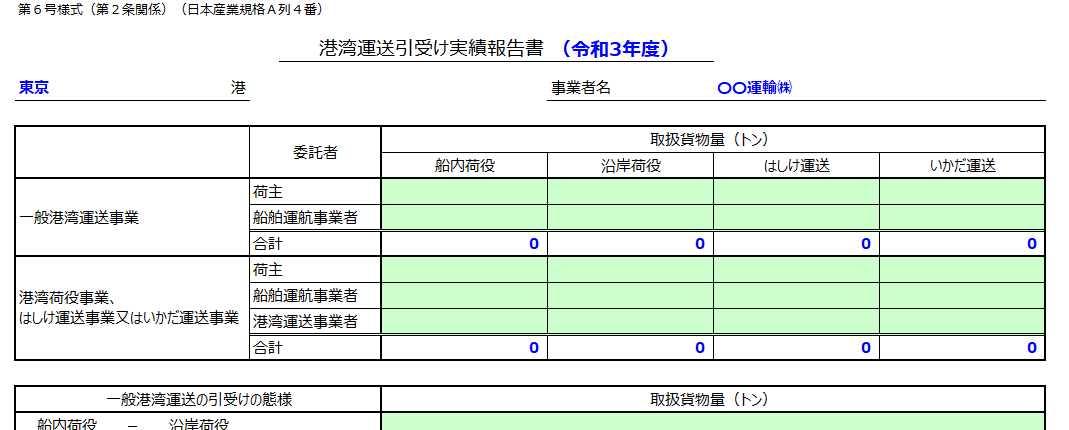 第６号様式（第２条関係）（日本産業規格Ａ列４番）
港湾運送引受け実績報告書 （令和3年度）
東京 港 事業者名 〇〇運輸㈱
委託者 取扱貨物量（トン）
船内荷役 沿岸荷役 はしけ運送 いかだ運送
一般港湾運送事業
荷主
船舶運航事業者
合計 0 0 0 0
港湾荷役事業、
はしけ運送事業又はいかだ運送事業
荷主
船舶運航事業者
港湾運送事業者
合計 0 0 0 0
一般港湾運送の引受けの態様 取扱貨物量（トン）
船内荷役 － 沿岸荷役